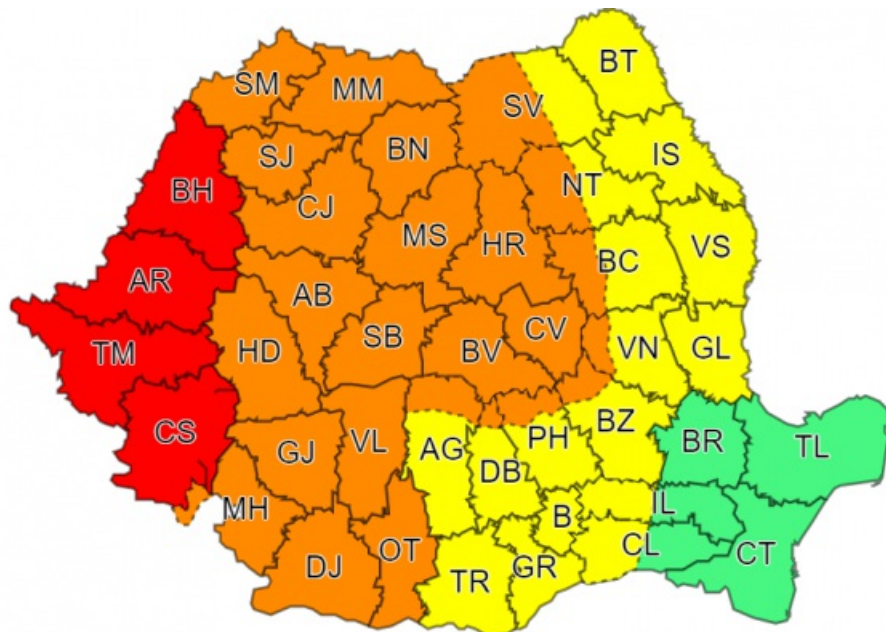 BT
SM
MM
SV
IS
SJ
BN
NT
BH
CJ
MS
HR
VS
BC
AR
AB
SB
CV
TM
HD
BV
VN
GL
CS
GJ
VL
AG
DB
PH
BZ
BR
TL
MH
DJ
OT
B
IL
CL
CT
TR
GR